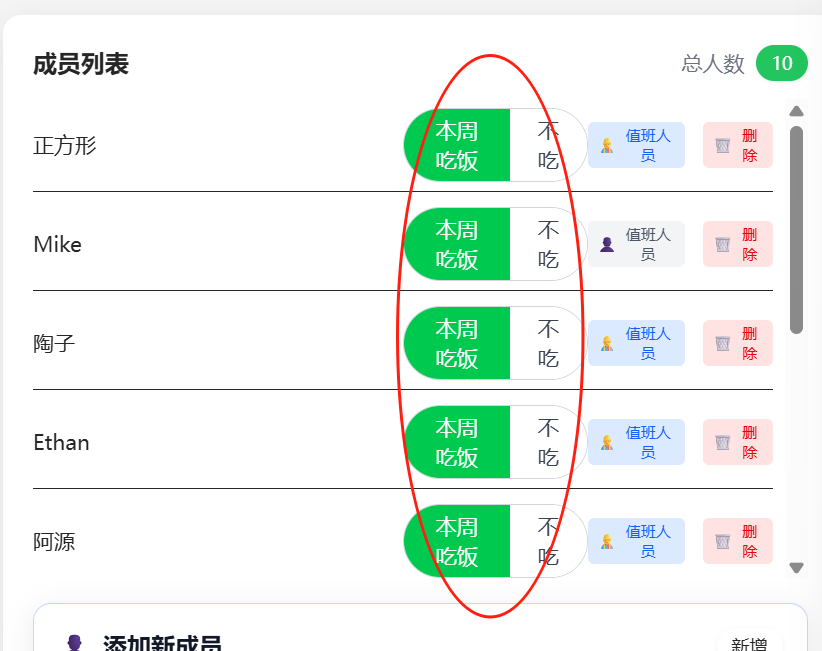 成员列表
总人数 10
正方形
本周
吃饭
不
吃
值班人
员
删
除
Mike
本周
吃饭
不
吃
值班人
员
删
除
陶子
本周
吃饭
不
吃
值班人
员
删
除
Ethan
本周
吃饭
不
吃
值班人
员
删
除
阿源
本周
吃饭
不
吃
值班人
员
删
除
添加新成员
新增